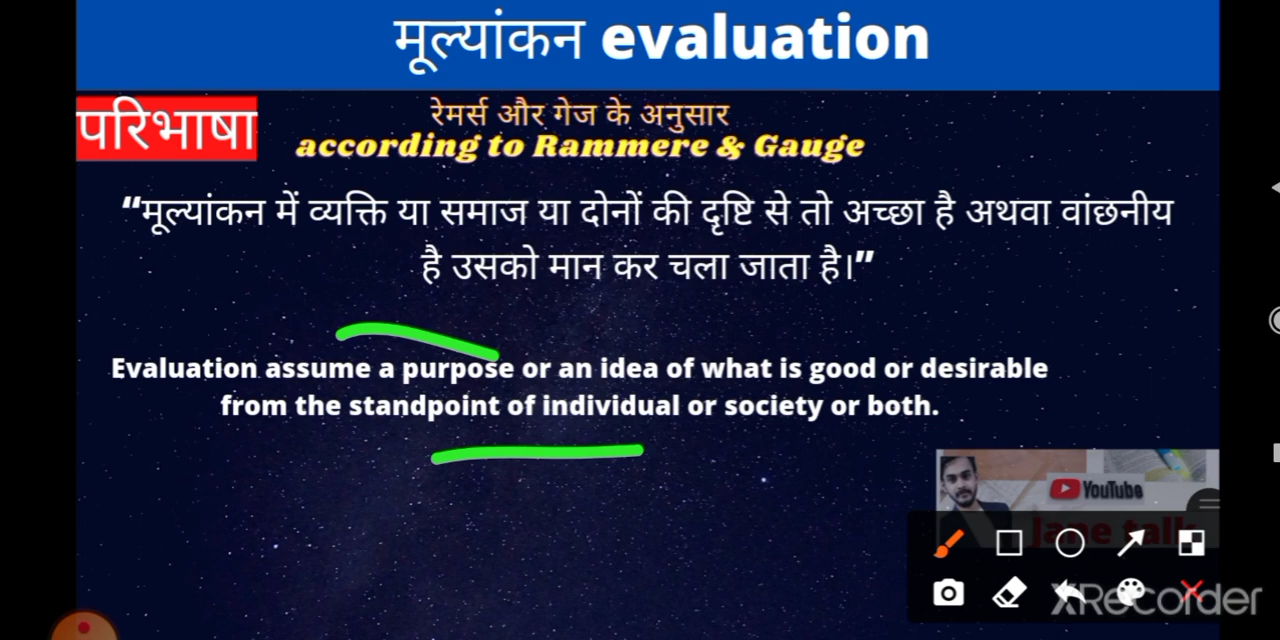 मूल्यांकन evaluation
परिभाषा
रेमर्स और गेज के अनुसार
according to Rammere & Gauge
“मूल्यांकन में व्यक्ति या समाज या दोनों की दृष्टि से तो अच्छा है अथवा वांछनीय
है उसको मान कर चला जाता है।”
Evaluation assume a purpose or an idea of what is good or desirable
from the standpoint of individual or society or both.
YouTube
Jane talk
XRecorder